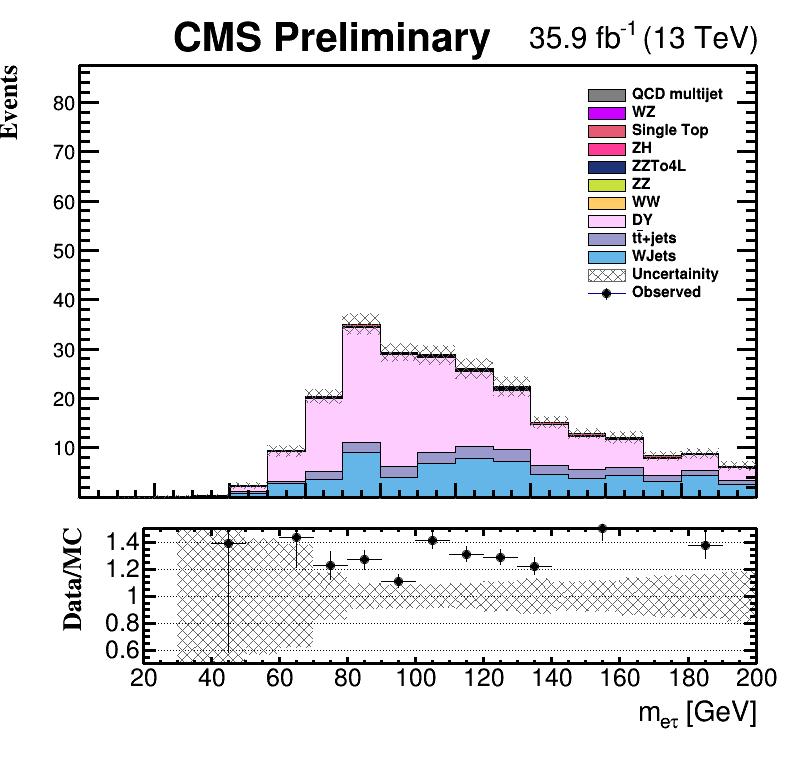 CMS Preliminary 35.9 fb⁻¹ (13 TeV)
Events
80
70
60
50
40
30
20
10
QCD multijet
WZ
Single Top
ZH
ZZTo4L
ZZ
WW
DY
tt̄+jets
WJets
Uncertainity
Observed
Data/MC
1.4
1.2
1
0.8
0.6
20 40 60 80 100 120 140 160 180 200
m_eτ [GeV]